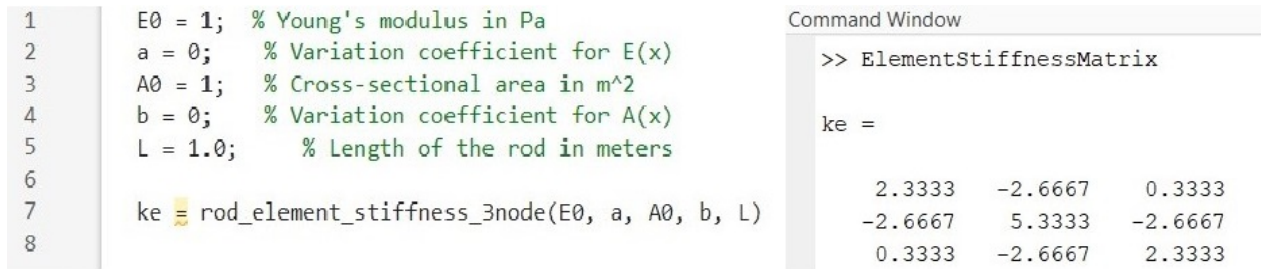 1 E0 = 1; % Young's modulus in Pa
2 a = 0; % Variation coefficient for E(x)
3 A0 = 1; % Cross-sectional area in m^2
4 b = 0; % Variation coefficient for A(x)
5 L = 1.0; % Length of the rod in meters
6
7 ke = rod_element_stiffness_3node(E0, a, A0, b, L)
8
Command Window
>> ElementStiffnessMatrix
ke =
2.3333 -2.6667 0.3333
-2.6667 5.3333 -2.6667
0.3333 -2.6667 2.3333